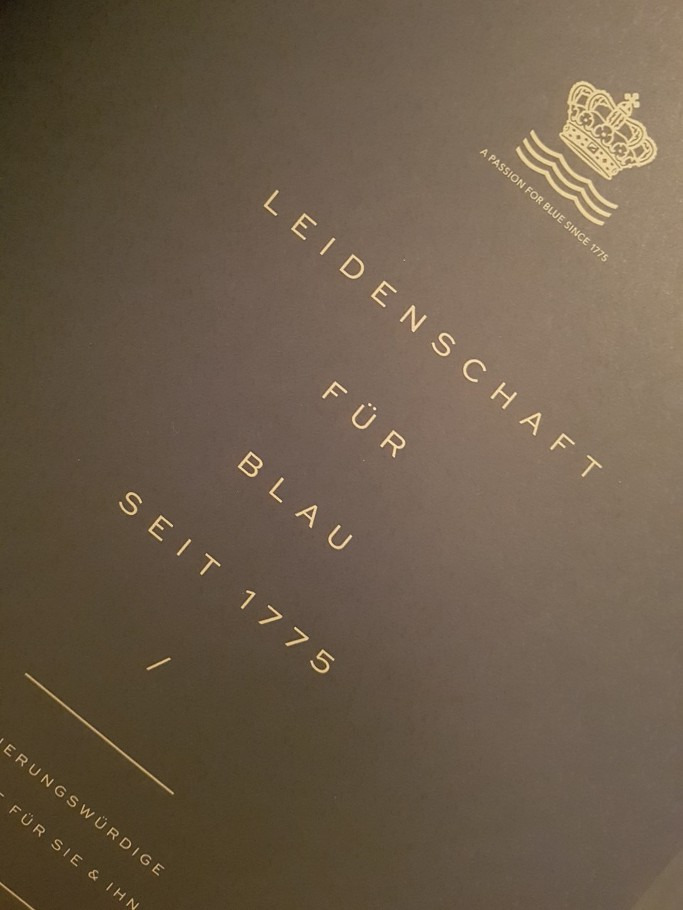 A PASSION FOR BLUE SINCE 1775
LEIDENSCHAFT
FÜR
BLAU
SEIT 1775
/
FÜR SIE & IHN